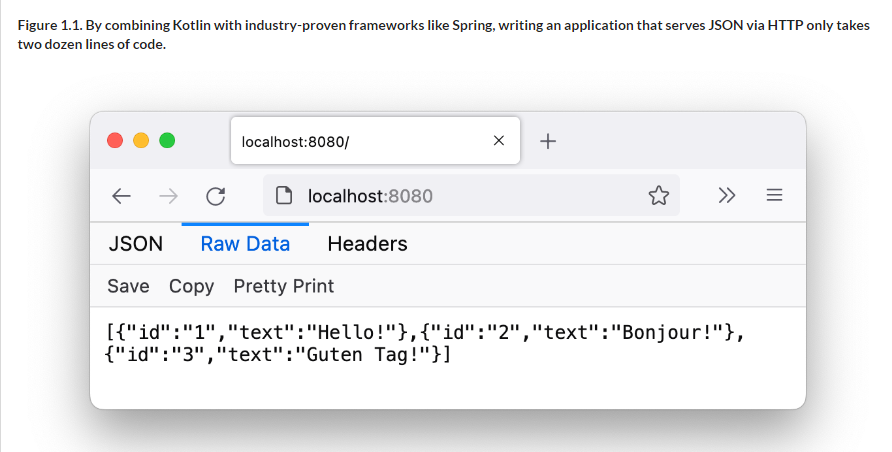 Figure 1.1. By combining Kotlin with industry-proven frameworks like Spring, writing an application that serves JSON via HTTP only takes
two dozen lines of code.
localhost:8080/
localhost:8080
JSON Raw Data Headers
Save Copy Pretty Print
[{"id":"1","text":"Hello!"},{"id":"2","text":"Bonjour!"},
{"id":"3","text":"Guten Tag!"}]